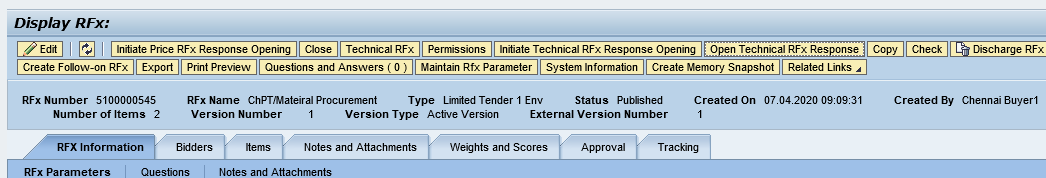 Display RFx:
Edit Initiate Price RFx Response Opening Close Technical RFx Permissions Initiate Technical RFx Response Opening Open Technical RFx Response Copy Check Discharge RFx
Create Follow-on RFx Export Print Preview Questions and Answers ( 0 ) Maintain Rfx Parameter System Information Create Memory Snapshot Related Links
RFx Number 5100000545 RFx Name ChPT/Mateiral Procurement Type Limited Tender 1 Env Status Published Created On 07.04.2020 09:09:31 Created By Chennai Buyer1
Number of Items 2 Version Number 1 Version Type Active Version External Version Number 1
RFX Information Bidders Items Notes and Attachments Weights and Scores Approval Tracking
RFx Parameters Questions Notes and Attachments